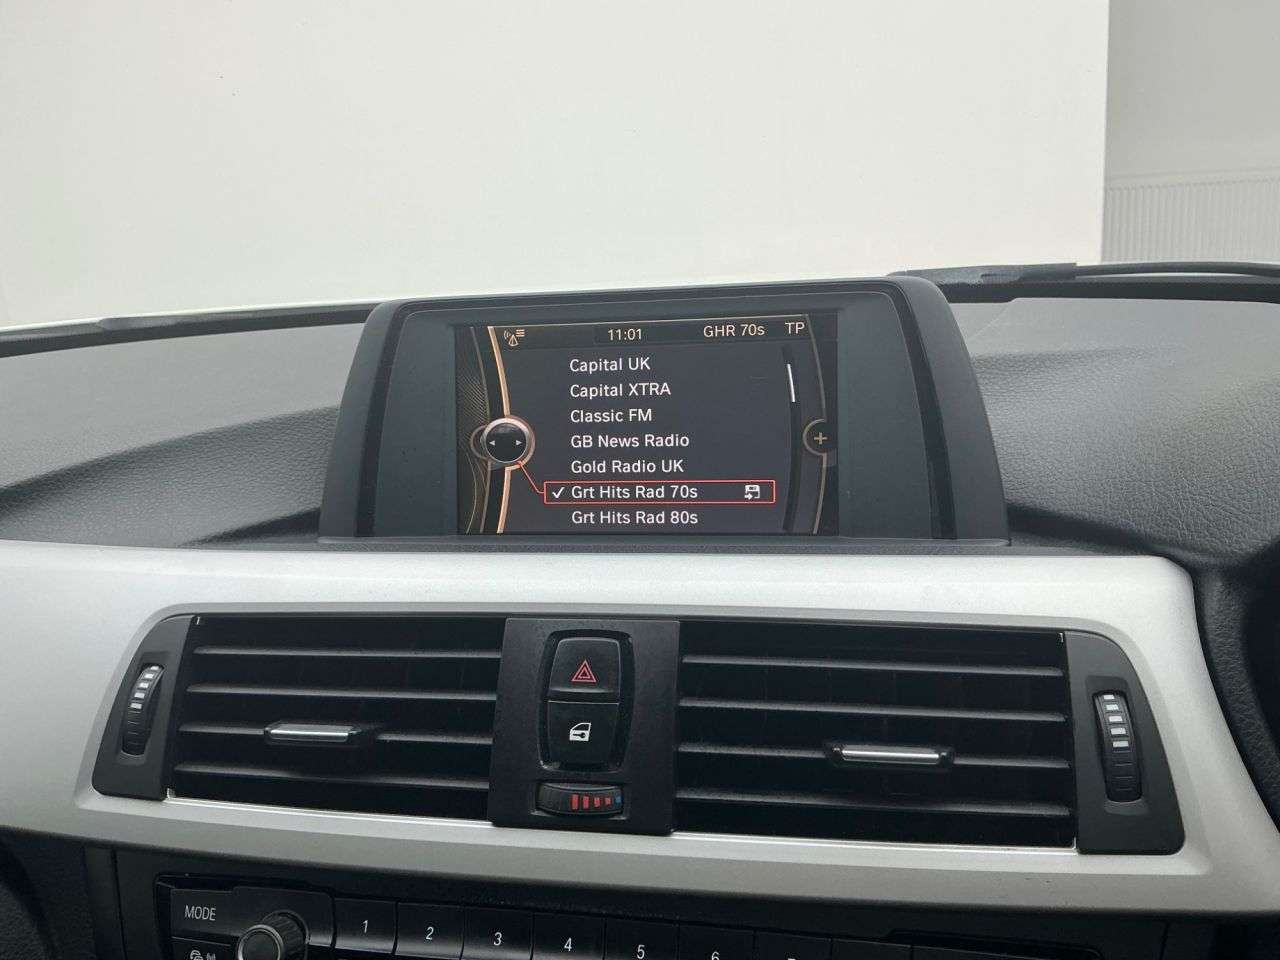 11:01 GHR 70s TP
Capital UK
Capital XTRA
Classic FM
GB News Radio
Gold Radio UK
Grt Hits Rad 70s
Grt Hits Rad 80s
MODE 1 2 3 4 5 6